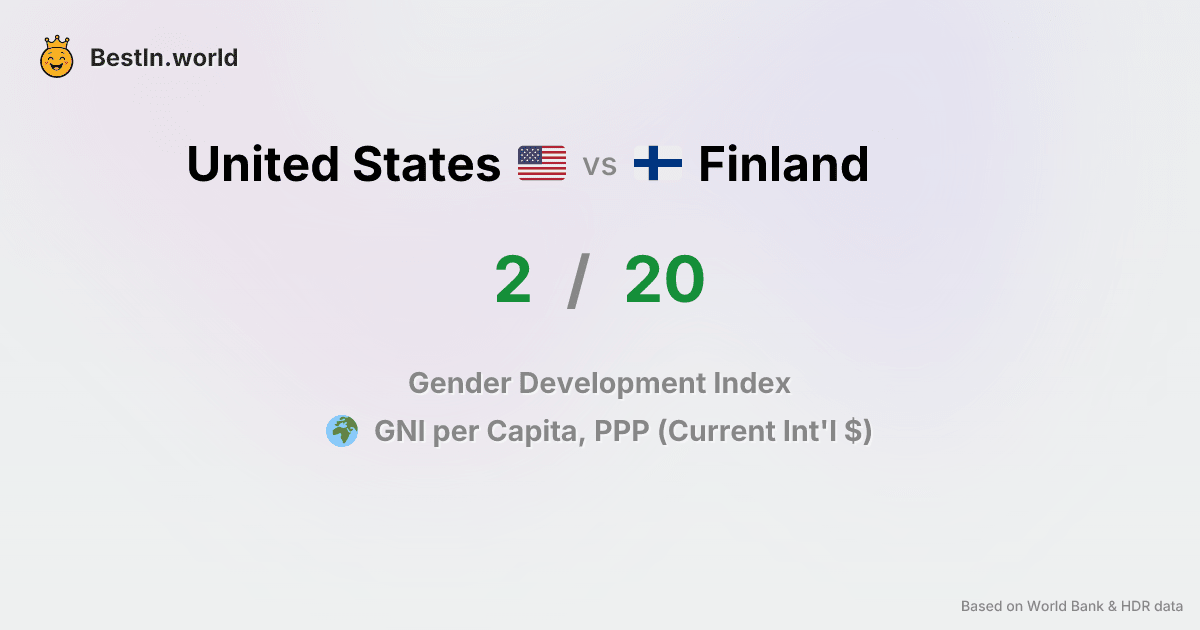 BestIn.world
United States vs Finland
2 / 20
Gender Development Index
GNI per Capita, PPP (Current Int'l $)
Based on World Bank & HDR data